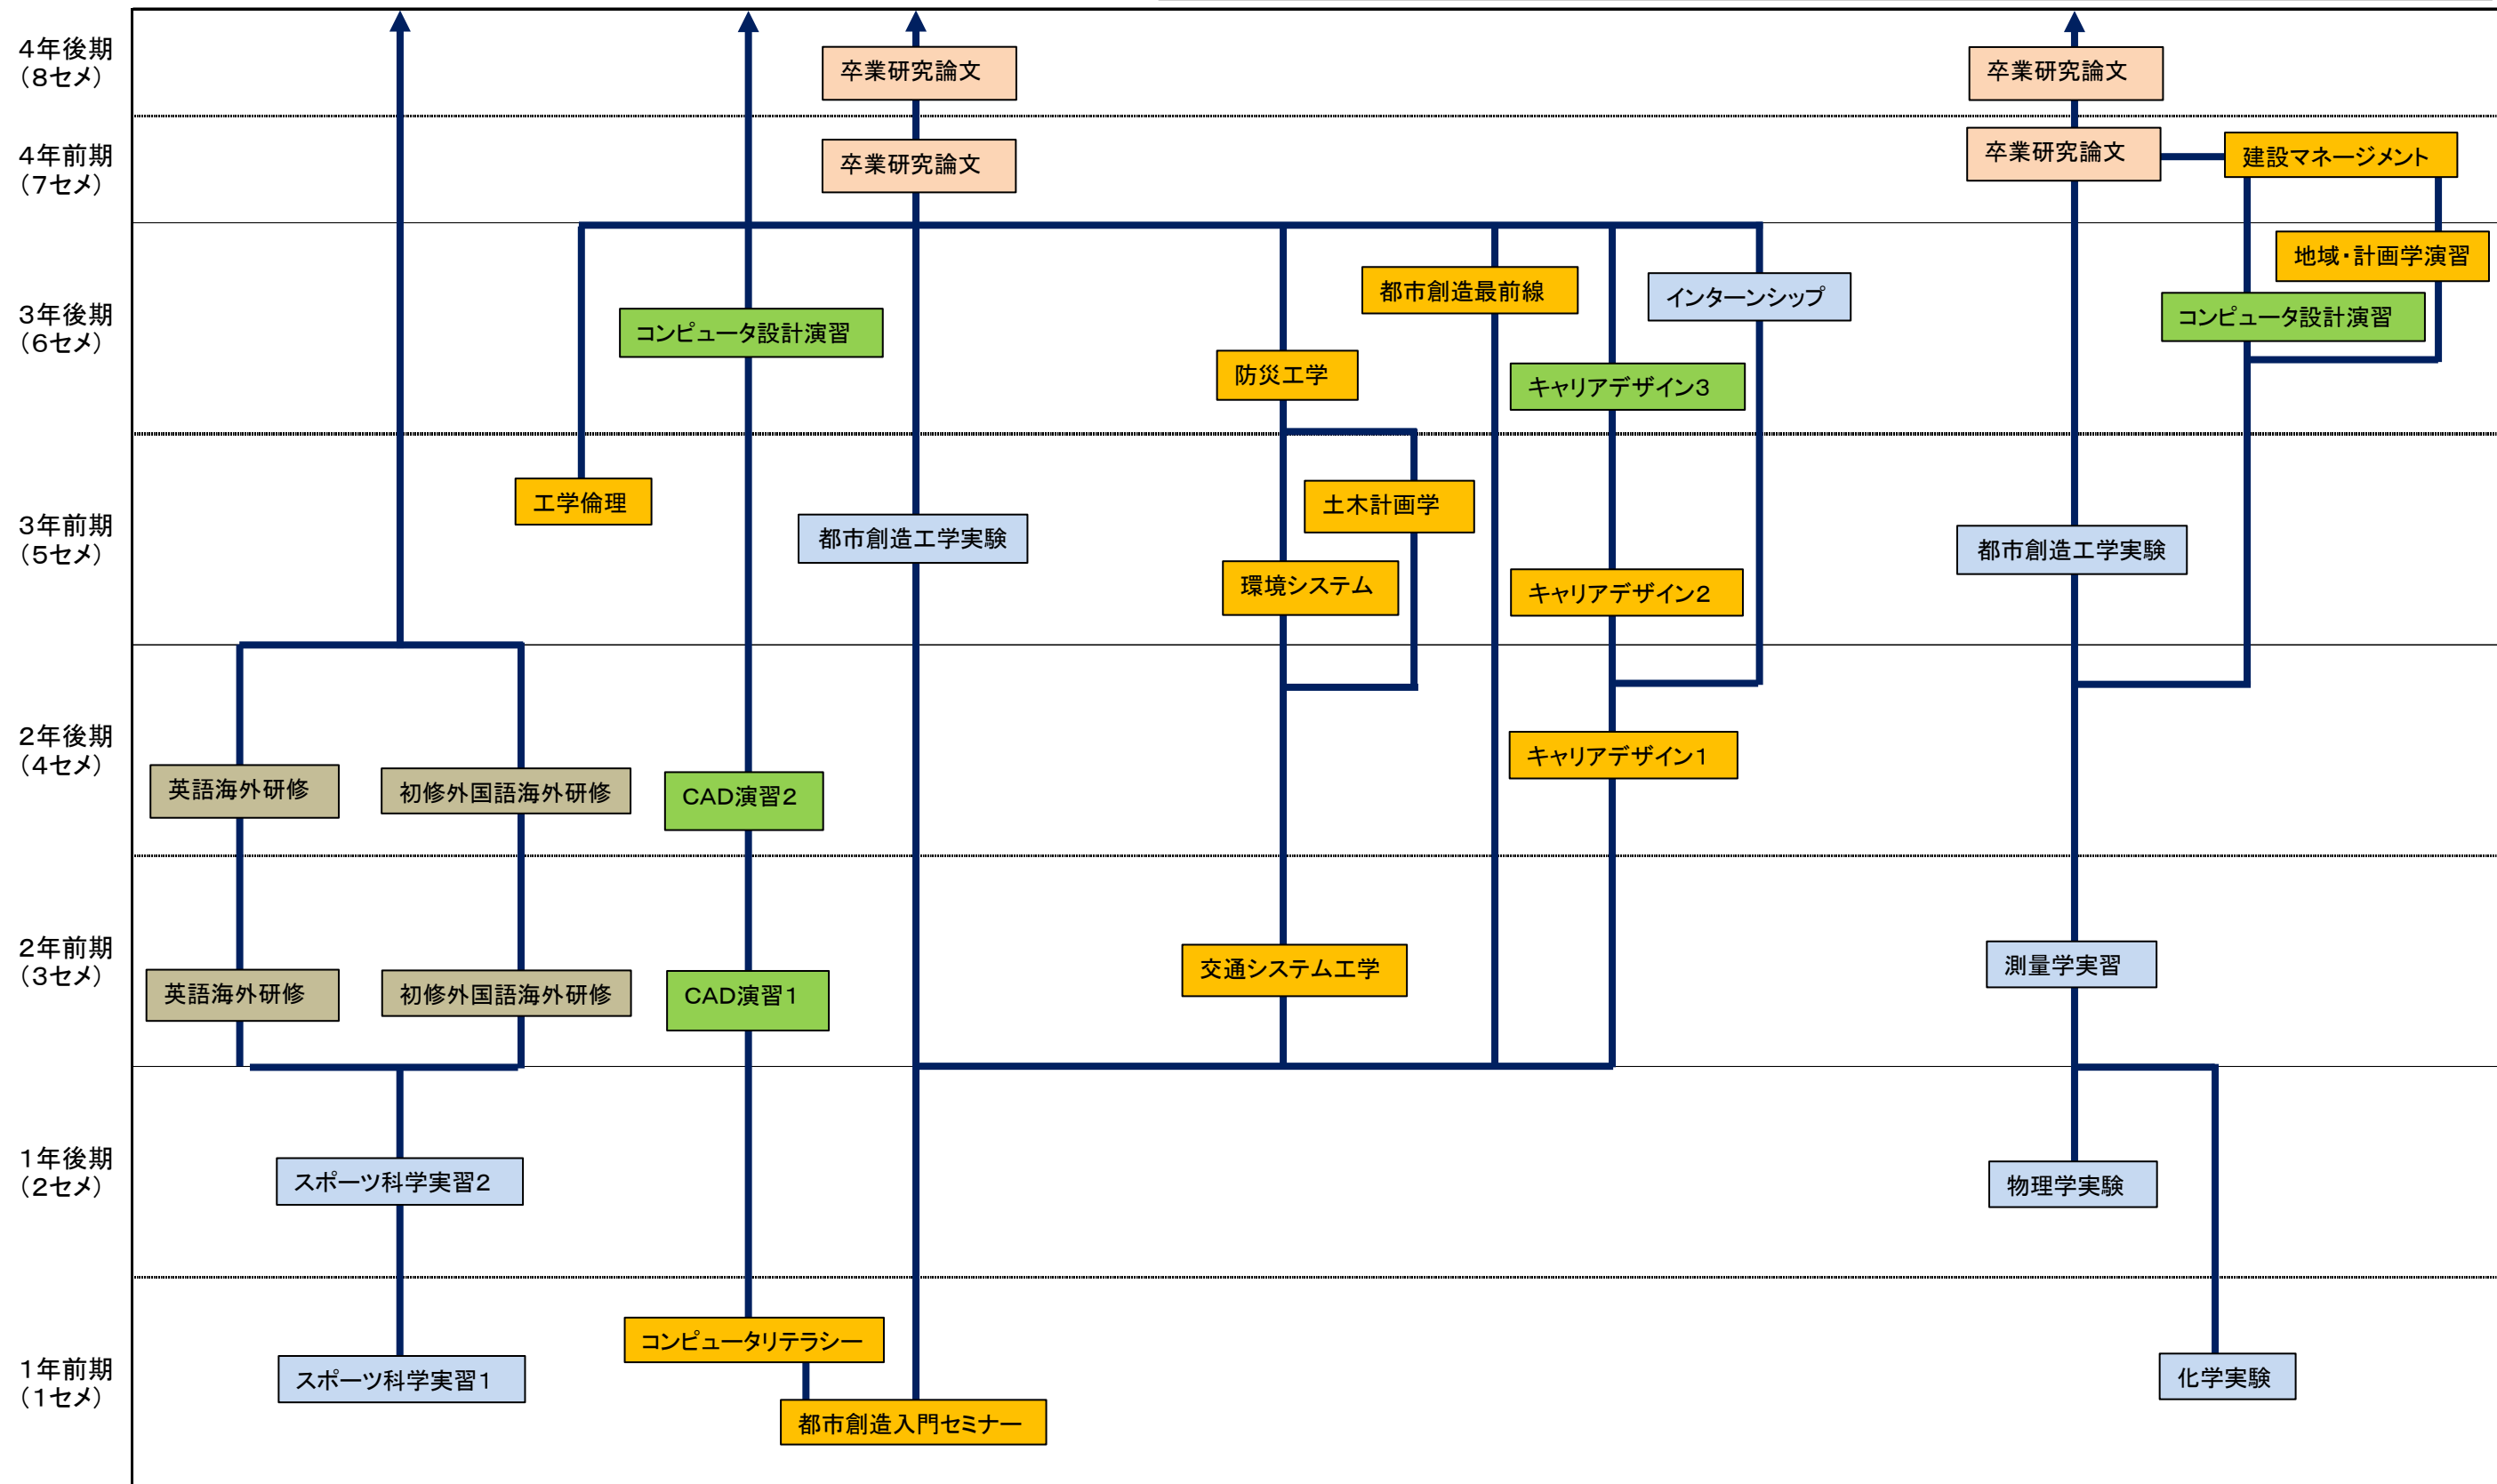 4年後期
(8セメ)
卒業研究論文
卒業研究論文
4年前期
(7セメ)
卒業研究論文
卒業研究論文
建設マネージメント
3年後期
(6セメ)
地域・計画学演習
都市創造最前線
インターンシップ
コンピュータ設計演習
コンピュータ設計演習
防災工学
キャリアデザイン3
3年前期
(5セメ)
工学倫理
土木計画学
都市創造工学実験
都市創造工学実験
環境システム
キャリアデザイン2
2年後期
(4セメ)
キャリアデザイン1
英語海外研修
初修外国語海外研修
CAD演習2
2年前期
(3セメ)
交通システム工学
測量学実習
英語海外研修
初修外国語海外研修
CAD演習1
1年後期
(2セメ)
スポーツ科学実習2
物理学実験
1年前期
(1セメ)
コンピュータリテラシー
スポーツ科学実習1
化学実験
都市創造入門セミナー